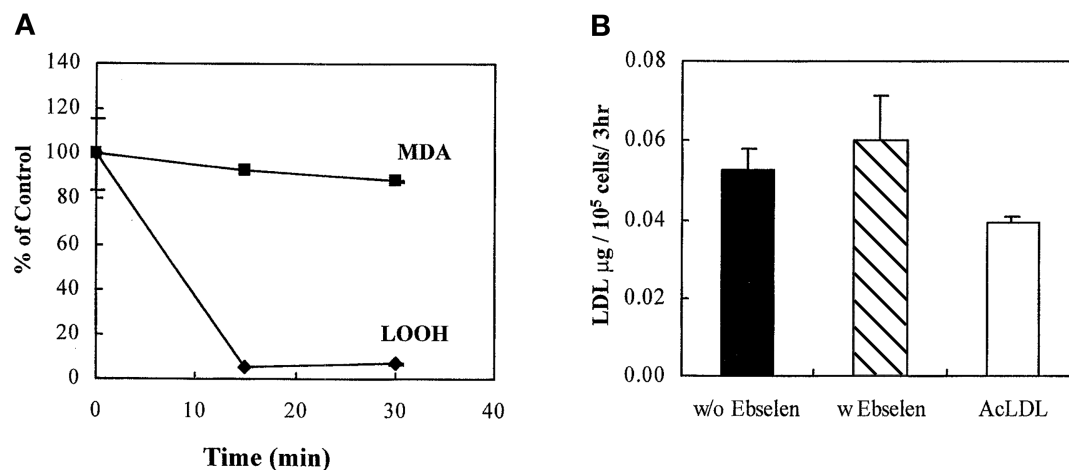 A
140
120
100
80
60
40
20
0
% of Control
MDA
LOOH
0
10
20
30
40
Time (min)
B
0.08
0.06
0.04
0.02
0.00
LDL µg / 10⁵ cells/ 3hr
w/o Ebselen
w Ebselen
AcLDL